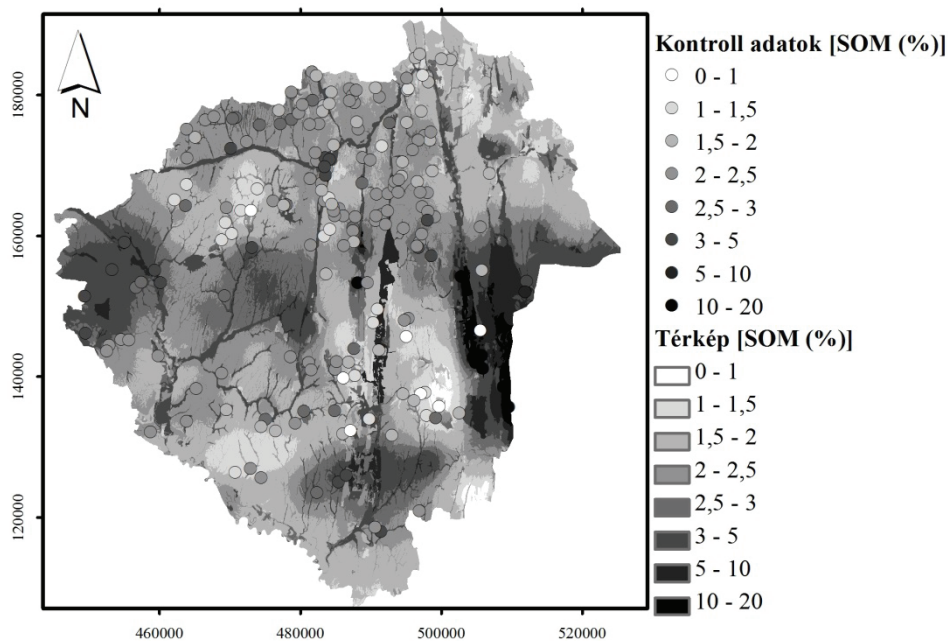 N
180000
160000
140000
120000
460000
480000
500000
520000
Kontroll adatok [SOM (%)]
0 - 1
1 - 1,5
1,5 - 2
2 - 2,5
2,5 - 3
3 - 5
5 - 10
10 - 20
Térkép [SOM (%)]
0 - 1
1 - 1,5
1,5 - 2
2 - 2,5
2,5 - 3
3 - 5
5 - 10
10 - 20